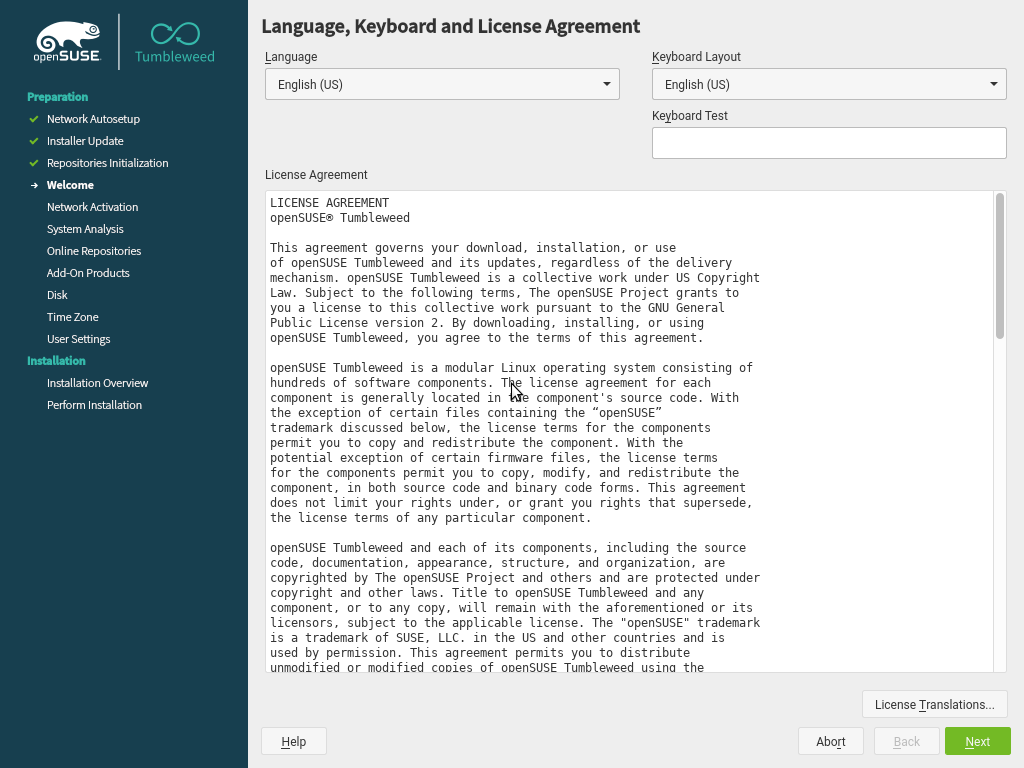 openSUSE.
Tumbleweed
Preparation
Network Autosetup
Installer Update
Repositories Initialization
Welcome
Network Activation
System Analysis
Online Repositories
Add-On Products
Disk
Time Zone
User Settings
Installation
Installation Overview
Perform Installation
Language, Keyboard and License Agreement
Language
English (US)
Keyboard Layout
English (US)
Keyboard Test
License Agreement
LICENSE AGREEMENT
openSUSE® Tumbleweed
This agreement governs your download, installation, or use
of openSUSE Tumbleweed and its updates, regardless of the delivery
mechanism. openSUSE Tumbleweed is a collective work under US Copyright
Law. Subject to the following terms, The openSUSE Project grants to
you a license to this collective work pursuant to the GNU General
Public License version 2. By downloading, installing, or using
openSUSE Tumbleweed, you agree to the terms of this agreement.
openSUSE Tumbleweed is a modular Linux operating system consisting of
hundreds of software components. The license agreement for each
component is generally located in the component's source code. With
the exception of certain files containing the “openSUSE”
trademark discussed below, the license terms for the components
permit you to copy and redistribute the component. With the
potential exception of certain firmware files, the license terms
for the components permit you to copy, modify, and redistribute the
component, in both source code and binary code forms. This agreement
does not limit your rights under, or grant you rights that supersede,
the license terms of any particular component.
openSUSE Tumbleweed and each of its components, including the source
code, documentation, appearance, structure, and organization, are
copyrighted by The openSUSE Project and others and are protected under
copyright and other laws. Title to openSUSE Tumbleweed and any
component, or to any copy, will remain with the aforementioned or its
licensors, subject to the applicable license. The "openSUSE" trademark
is a trademark of SUSE, LLC. in the US and other countries and is
used by permission. This agreement permits you to distribute
unmodified or modified copies of openSUSE Tumbleweed using the
License Translations...
Help
Abort
Back
Next